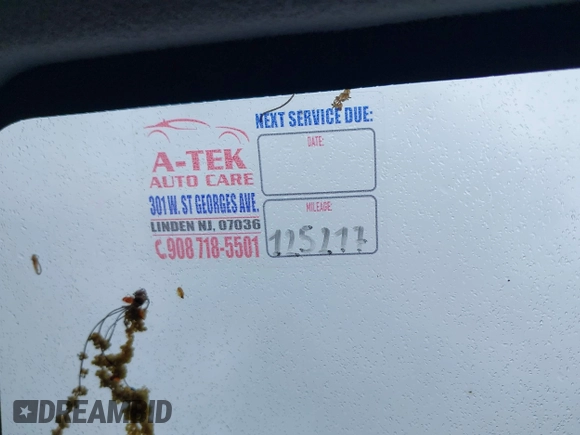 NEXT SERVICE DUE:
A-TEK
AUTO CARE
301 W. ST GEORGES AVE.
LINDEN NJ, 07036
908 718-5501
DATE:
MILEAGE:
125217
DREAMBID